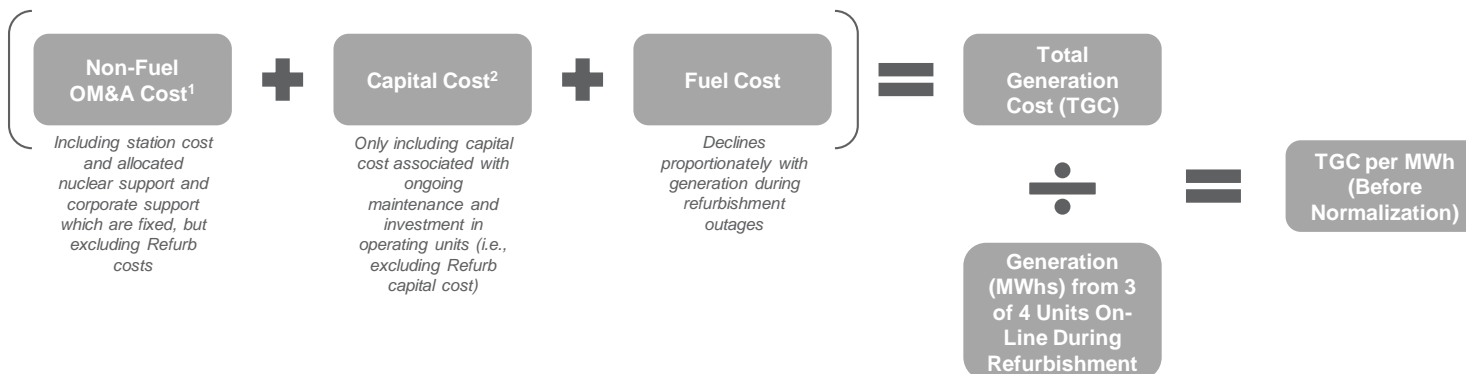 Non-Fuel
OM&A Cost1
Including station cost
and allocated
nuclear support and
corporate support
which are fixed, but
excluding Refurb
costs
Capital Cost2
Only including capital
cost associated with
ongoing
maintenance and
investment in
operating units (i.e.,
excluding Refurb
capital cost)
Fuel Cost
Declines
proportionately with
generation during
refurbishment
outages
Total
Generation
Cost (TGC)
Generation
(MWhs) from 3
of 4 Units On-
Line During
Refurbishment
TGC per MWh
(Before
Normalization)